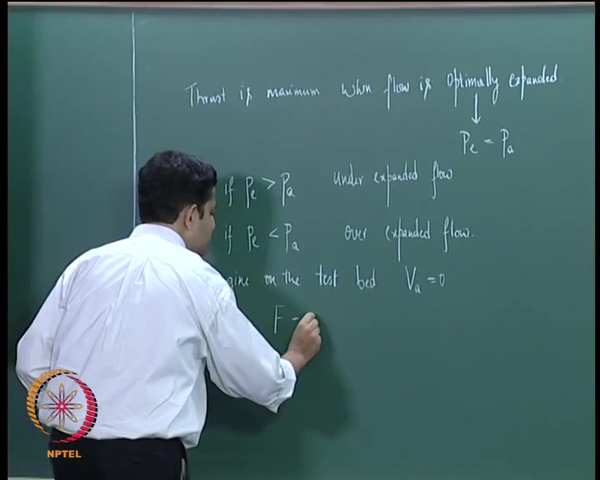 Thrust is maximum when flow is optimally expanded.
Pe = Pa
if Pe > Pa under expanded flow
if Pe < Pa over expanded flow.
gine on the test bed Va = 0
F =
NPTEL